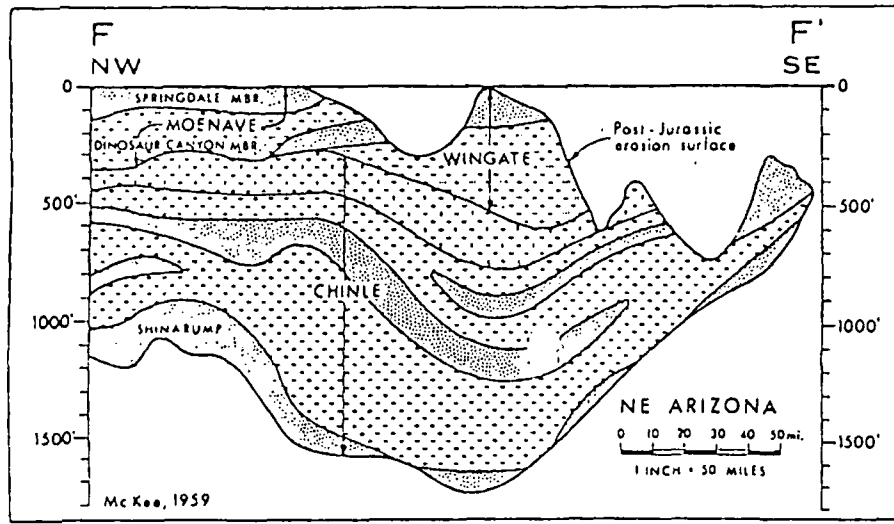 F
NW
F'
SE
0
500'
1000'
1500'
0
500'
1000'
1500'
SPRINGDALE MBR.
MOENAVE
DINOSAUR CANYON MBR.
WINGATE
Post-Jurassic
erosion surface
CHINLE
SHINARUMP
NE ARIZONA
0 10 20 30 40 50 mi.
1 INCH = 50 MILES
McKee, 1959